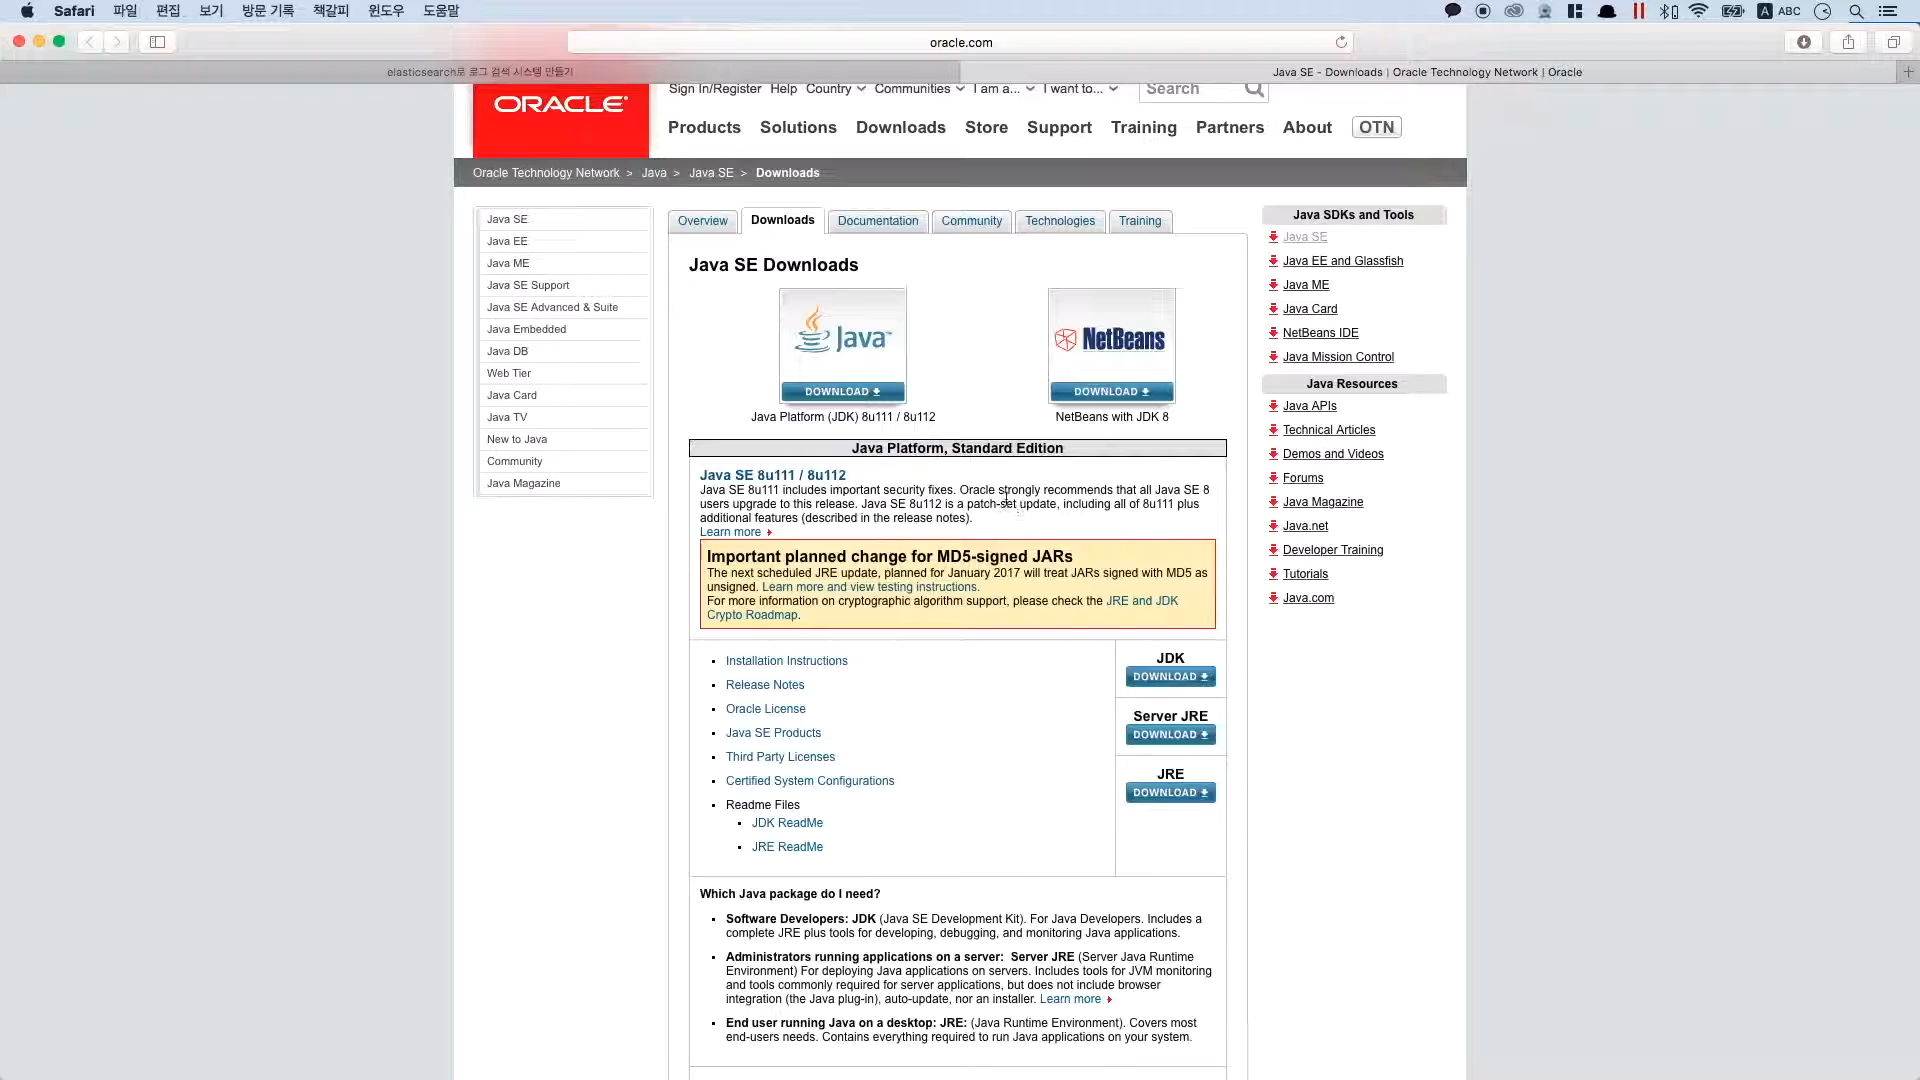 Safari 파일 편집 보기 방문 기록 책갈피 윈도우 도움말
A ABC
oracle.com
elasticsearch로 로그 검색 시스템 만들기
Java SE - Downloads | Oracle Technology Network | Oracle
ORACLE
Sign In/Register Help Country Communities I am a... I want to... Search
Products Solutions Downloads Store Support Training Partners About OTN
Oracle Technology Network > Java > Java SE > Downloads
Java SE
Java EE
Java ME
Java SE Support
Java SE Advanced & Suite
Java Embedded
Java DB
Web Tier
Java Card
Java TV
New to Java
Community
Java Magazine
Overview Downloads Documentation Community Technologies Training
Java SE Downloads
Java
NetBeans
DOWNLOAD
DOWNLOAD
Java Platform (JDK) 8u111 / 8u112
NetBeans with JDK 8
Java Platform, Standard Edition
Java SE 8u111 / 8u112
Java SE 8u111 includes important security fixes. Oracle strongly recommends that all Java SE 8
users upgrade to this release. Java SE 8u112 is a patch-set update, including all of 8u111 plus
additional features (described in the release notes).
Learn more
Important planned change for MD5-signed JARs
The next scheduled JRE update, planned for January 2017 will treat JARs signed with MD5 as
unsigned. Learn more and view testing instructions.
For more information on cryptographic algorithm support, please check the JRE and JDK
Crypto Roadmap.
Installation Instructions
Release Notes
Oracle License
Java SE Products
Third Party Licenses
Certified System Configurations
Readme Files
JDK ReadMe
JRE ReadMe
JDK
DOWNLOAD
Server JRE
DOWNLOAD
JRE
DOWNLOAD
Which Java package do I need?
Software Developers: JDK (Java SE Development Kit). For Java Developers. Includes a
complete JRE plus tools for developing, debugging, and monitoring Java applications.
Administrators running applications on a server: Server JRE (Server Java Runtime
Environment) For deploying Java applications on servers. Includes tools for JVM monitoring
and tools commonly required for server applications, but does not include browser
integration (the Java plug-in), auto-update, nor an installer. Learn more
End user running Java on a desktop: JRE: (Java Runtime Environment). Covers most
end-users needs. Contains everything required to run Java applications on your system.
Java SDKs and Tools
Java SE
Java EE and Glassfish
Java ME
Java Card
NetBeans IDE
Java Mission Control
Java Resources
Java APIs
Technical Articles
Demos and Videos
Forums
Java Magazine
Java.net
Developer Training
Tutorials
Java.com